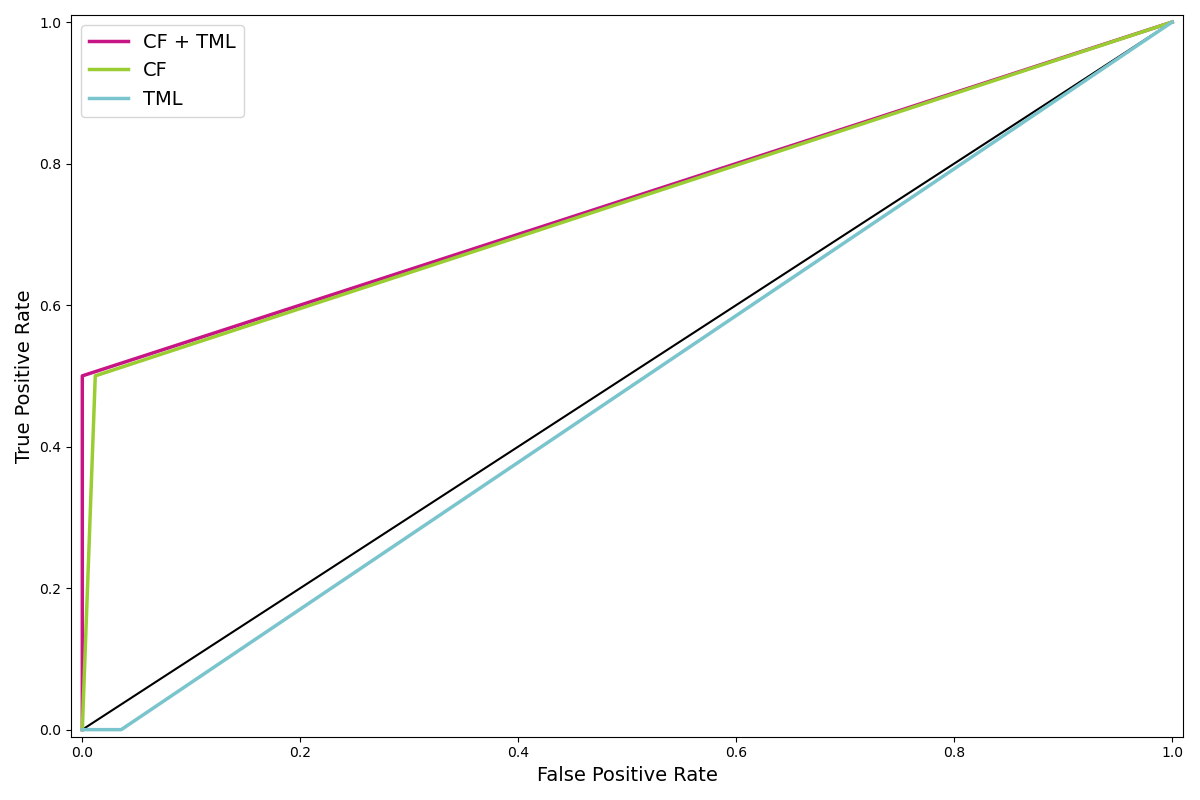 CF + TML
CF
TML
1.0
0.8
0.6
0.4
0.2
0.0
True Positive Rate
0.0 0.2 0.4 0.6 0.8 1.0
False Positive Rate